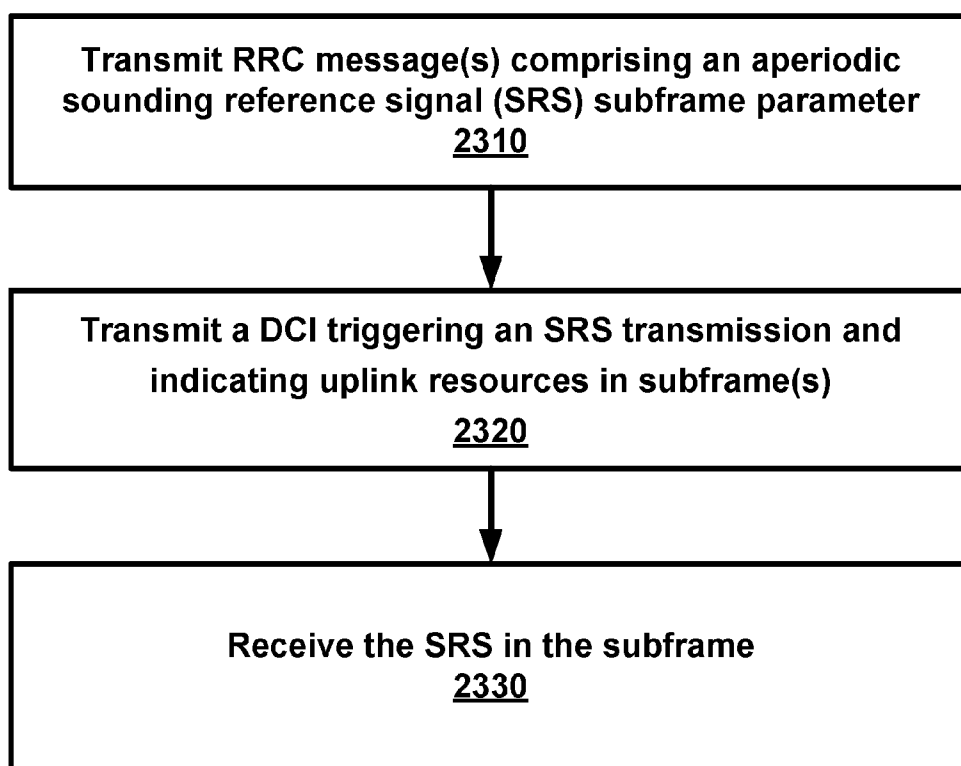 Transmit RRC message(s) comprising an aperiodic
sounding reference signal (SRS) subframe parameter
2310
Transmit a DCI triggering an SRS transmission and
indicating uplink resources in subframe(s)
2320
Receive the SRS in the subframe
2330